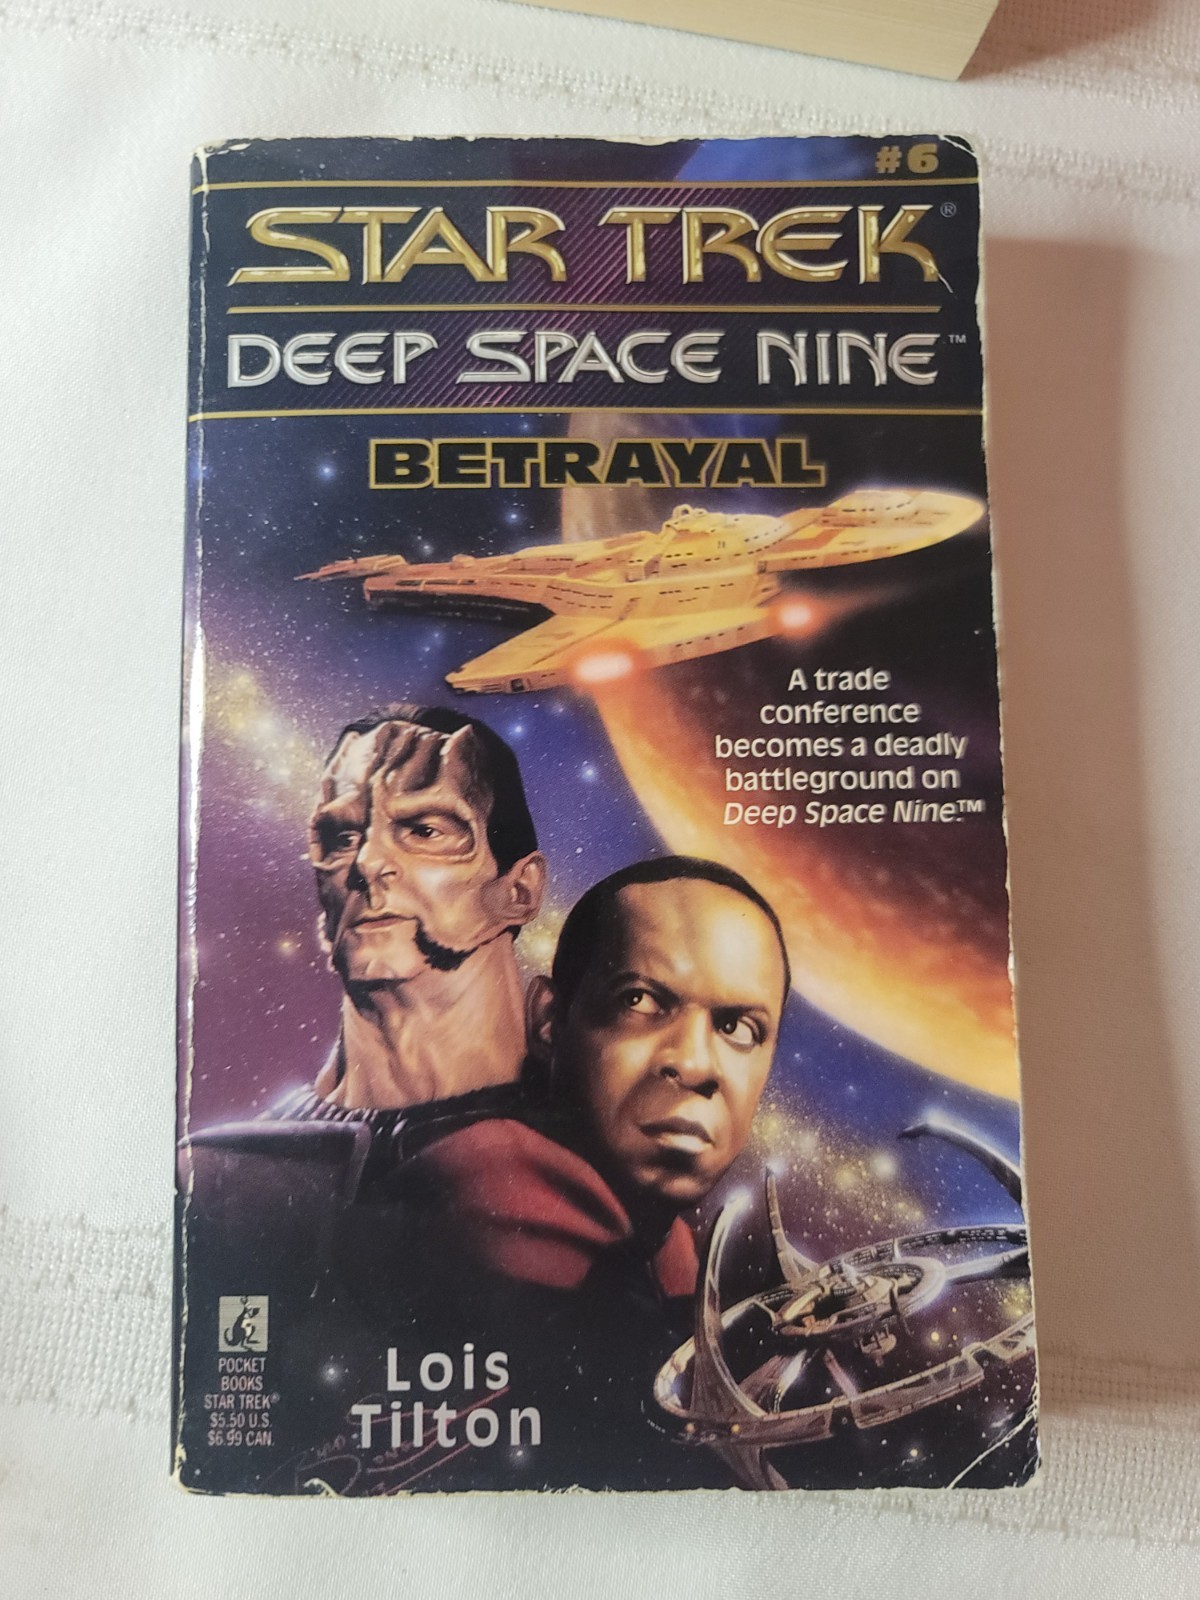 #6
STAR TREK®
DEEP SPACE NINE™
BETRAYAL
A trade
conference
becomes a deadly
battleground on
Deep Space Nine.™
POCKET
BOOKS
STAR TREK®
$5.50 U.S.
$6.99 CAN.
Lois
Tilton